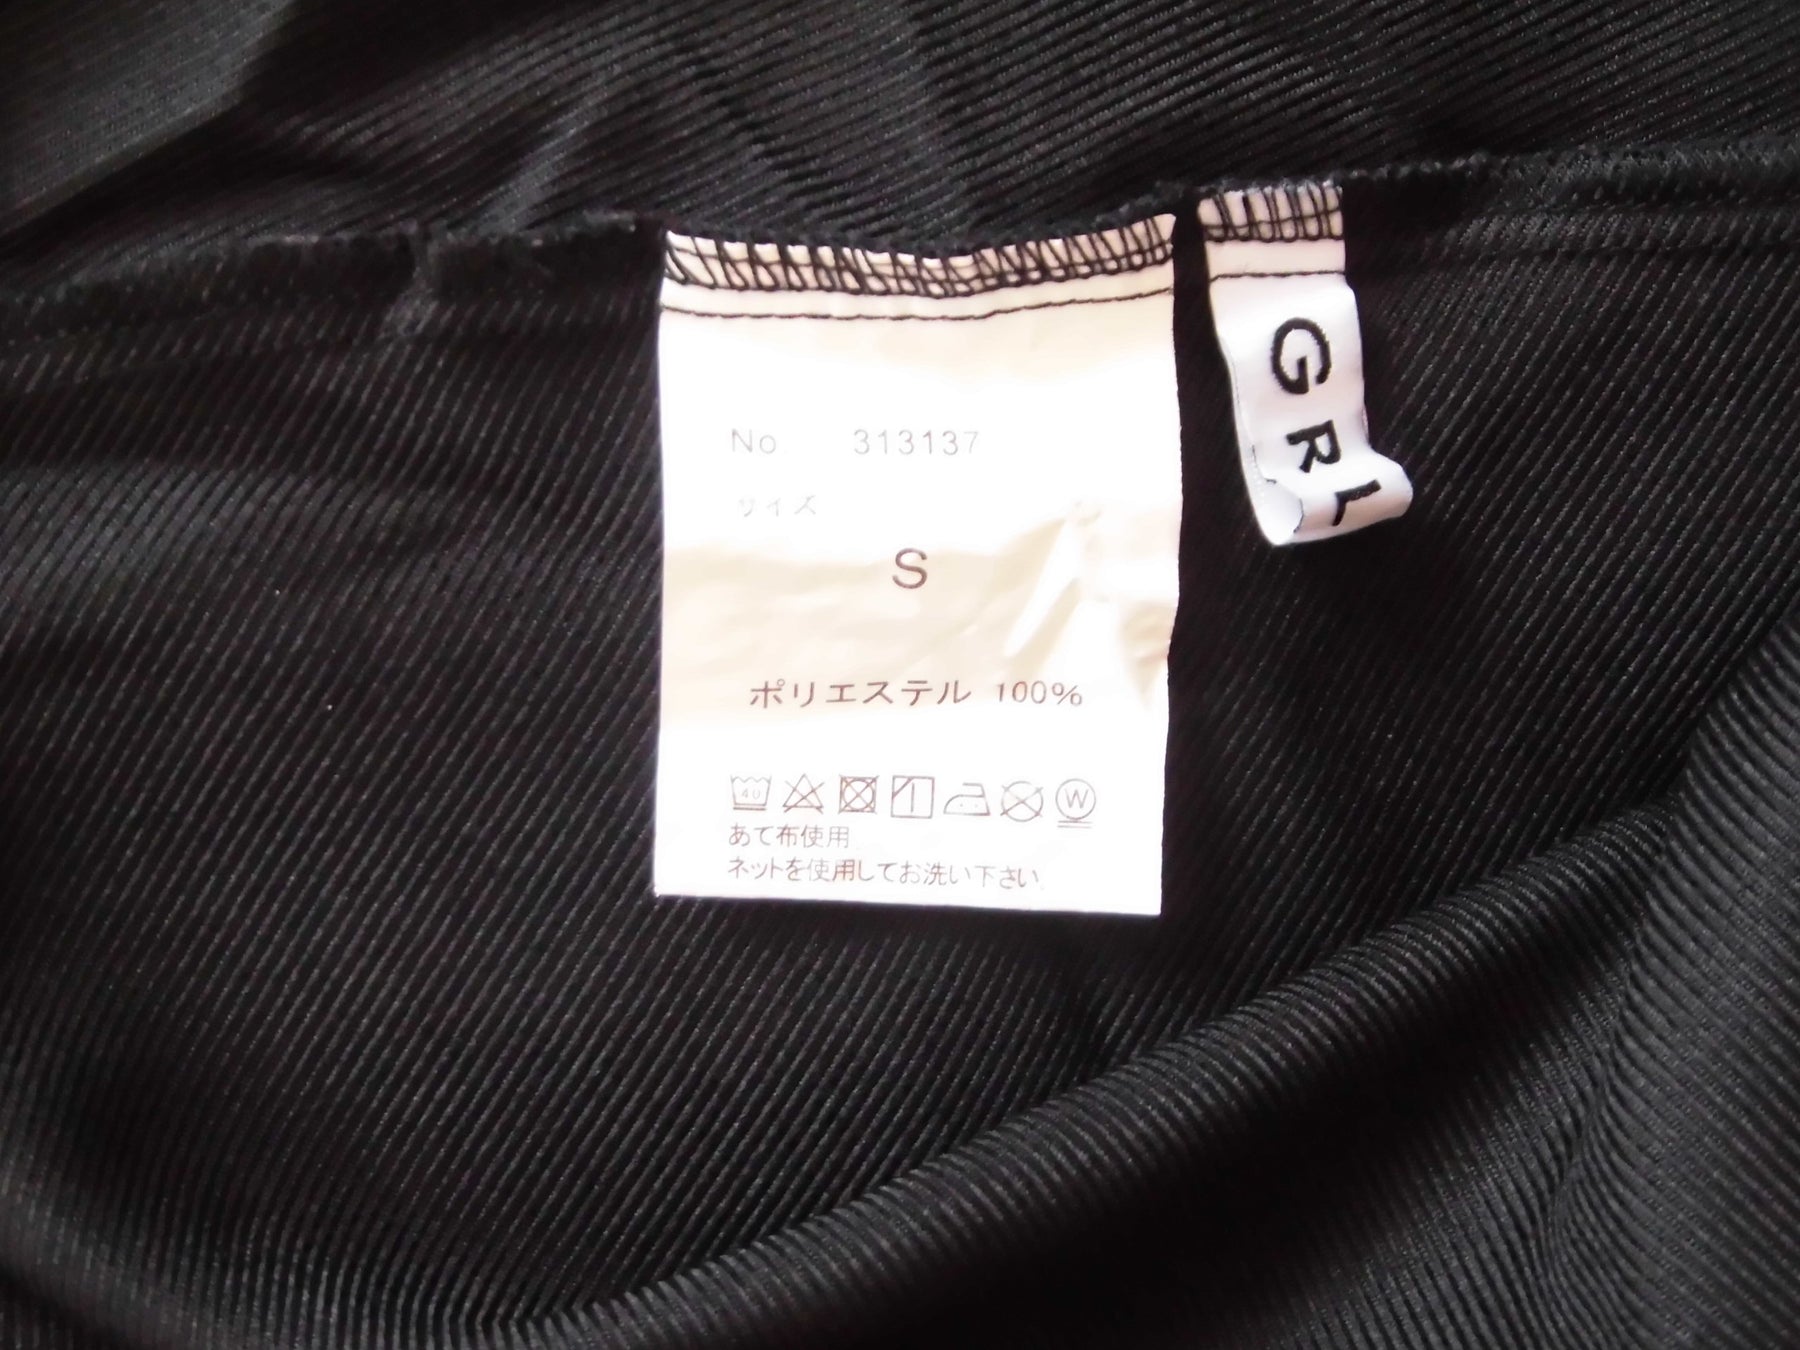 No. 313137
サイズ
S
ポリエステル 100%
40
W
あて布使用
ネットを使用してお洗い下さい。
GRL